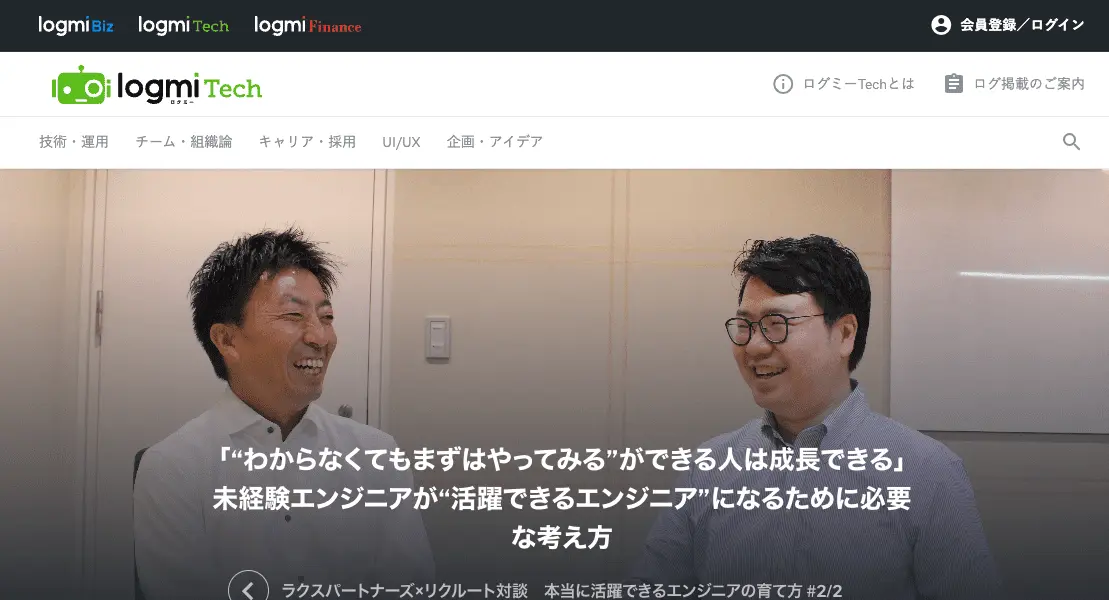 logmi Biz logmi Tech logmi Finance 会員登録／ログイン
logmi Tech ログミーTechとは ログ掲載のご案内
ログミー
技術・運用 チーム・組織論 キャリア・採用 UI/UX 企画・アイデア
「“わからなくてもまずはやってみる”ができる人は成長できる」
未経験エンジニアが“活躍できるエンジニア”になるために必要
な考え方
ラクスパートナーズ×リクルート対談　本当に活躍できるエンジニアの育て方 #2/2